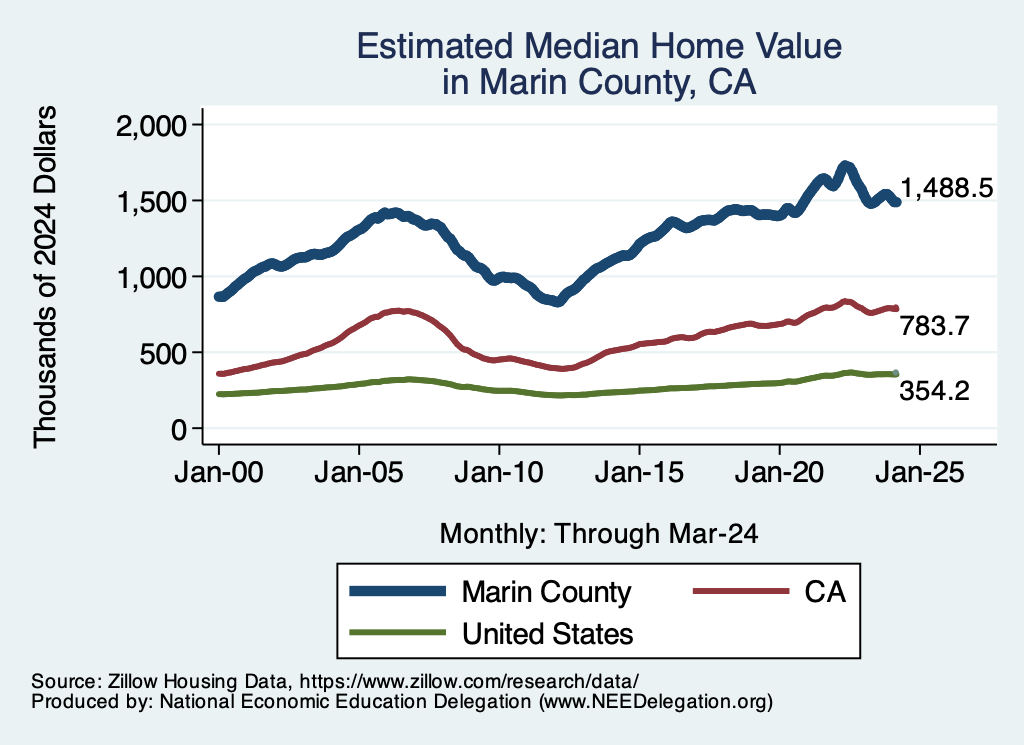 Estimated Median Home Value
in Marin County, CA
Thousands of 2024 Dollars
2,000
1,500
1,000
500
0
1,488.5
783.7
354.2
Jan-00 Jan-05 Jan-10 Jan-15 Jan-20 Jan-25
Monthly: Through Mar-24
Marin County CA
United States
Source: Zillow Housing Data, https://www.zillow.com/research/data/
Produced by: National Economic Education Delegation (www.NEEDelegation.org)